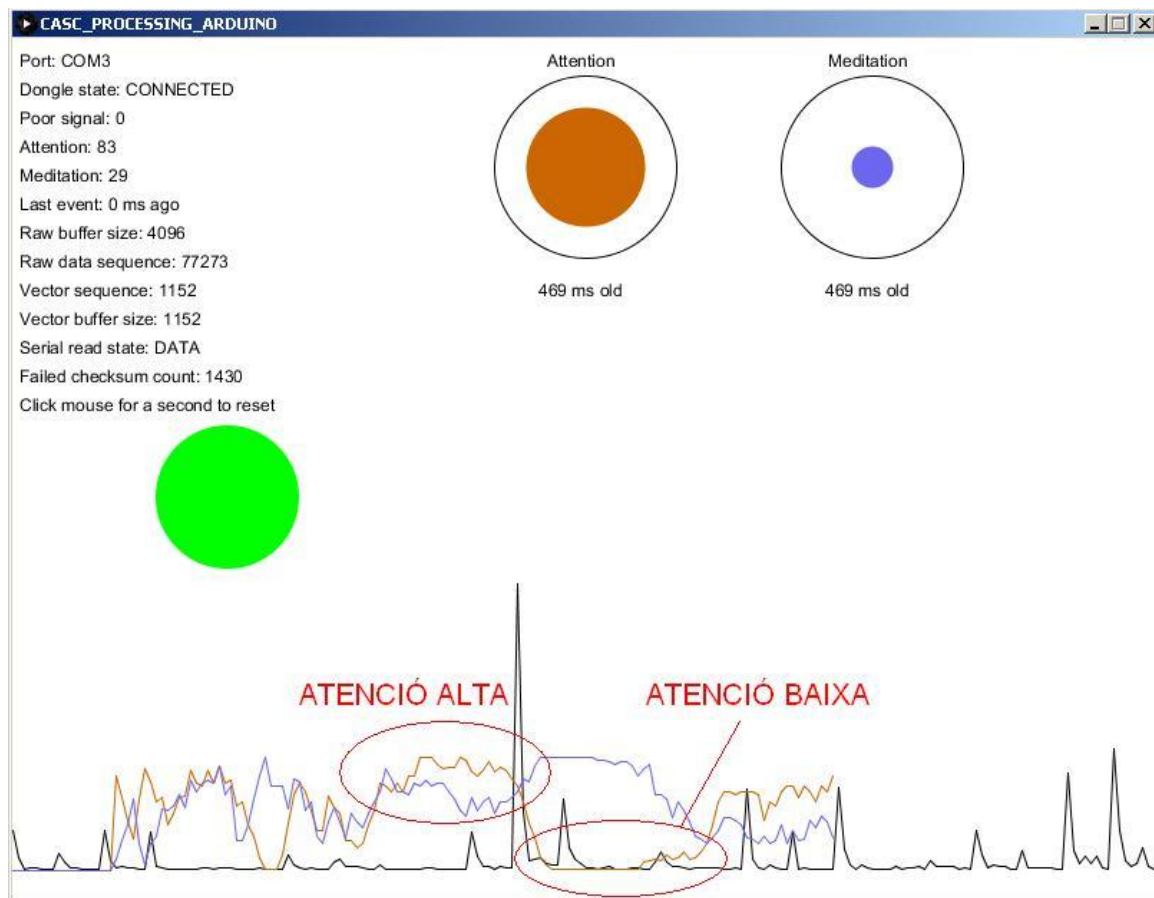 CASC_PROCESSING_ARDUINO
Port: COM3
Dongle state: CONNECTED
Poor signal: 0
Attention: 83
Meditation: 29
Last event: 0 ms ago
Raw buffer size: 4096
Raw data sequence: 77273
Vector sequence: 1152
Vector buffer size: 1152
Serial read state: DATA
Failed checksum count: 1430
Click mouse for a second to reset
Attention
469 ms old
Meditation
469 ms old
ATENCIÓ ALTA
ATENCIÓ BAIXA